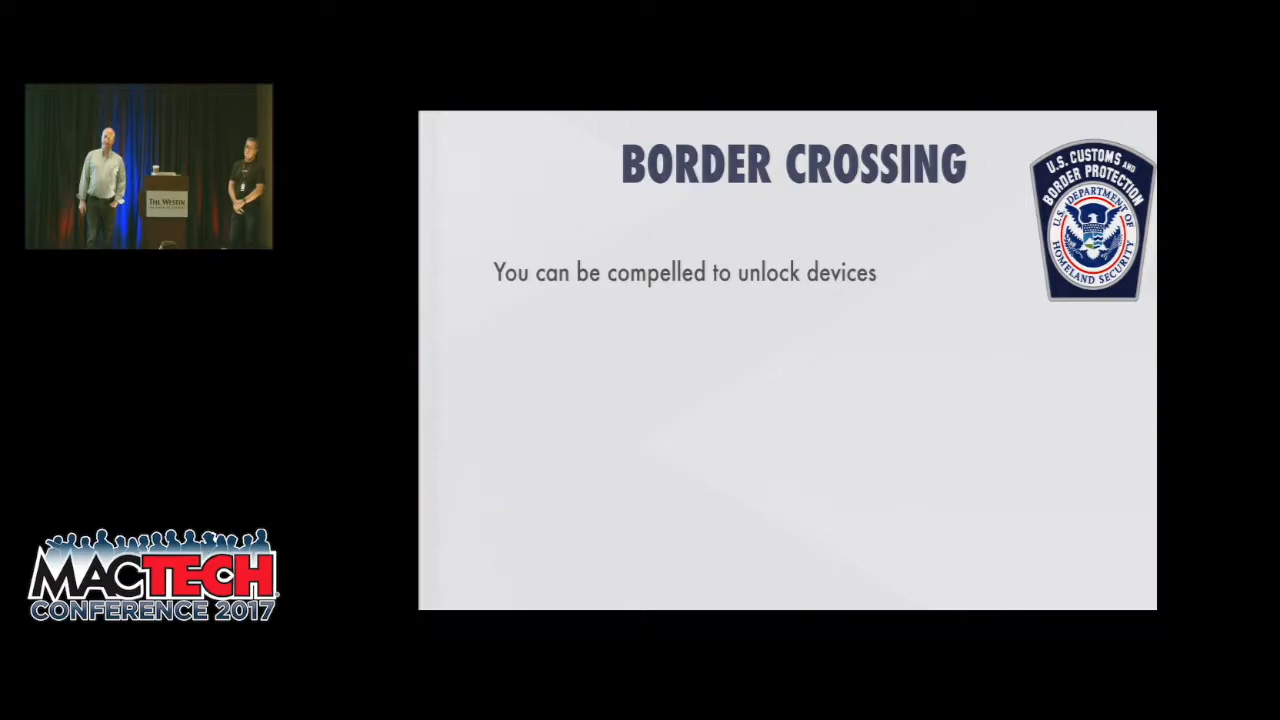 THE WESTIN
BORDER CROSSING
U.S. CUSTOMS AND
BORDER PROTECTION
U.S. DEPARTMENT OF
HOMELAND SECURITY
You can be compelled to unlock devices
MACTECH
CONFERENCE 2017